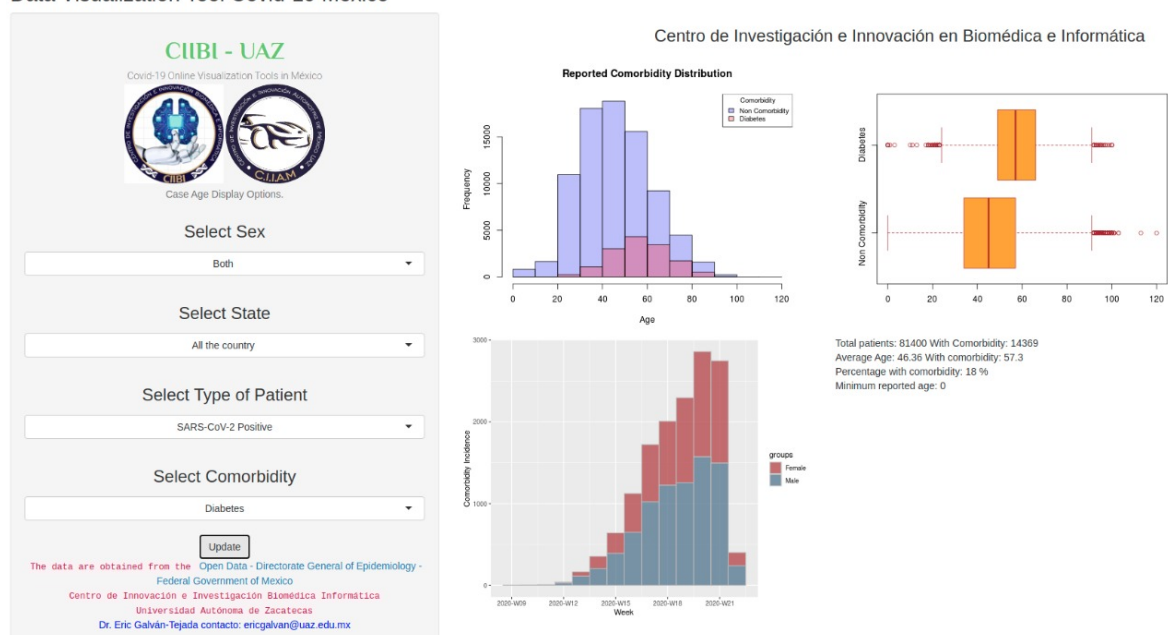 Data Visualization Tool Covid-19 Mexico
CIIBI - UAZ
Covid-19 Online Visualization Tools in México
CIIBI
C.I.I.A.M
Case Age Display Options.
Select Sex
Both
Select State
All the country
Select Type of Patient
SARS-CoV-2 Positive
Select Comorbidity
Diabetes
Update
The data are obtained from the Open Data - Directorate General of Epidemiology -
Federal Government of Mexico
Centro de Innovación e Investigación Biomédica Informática
Universidad Autónoma de Zacatecas
Dr. Eric Galván-Tejada contacto: ericgalvan@uaz.edu.mx
Centro de Investigación e Innovación en Biomédica e Informática
Reported Comorbidity Distribution
Comorbidity
Non Comorbidity
Diabetes
Frequency
15000
10000
5000
0
0 20 40 60 80 100 120
Age
Diabetes
Non Comorbidity
0 20 40 60 80 100 120
Comorbidity Incidence
3000
2000
1000
0
2020-W09 2020-W12 2020-W15 2020-W18 2020-W21
Week
groups
Female
Male
Total patients: 81400 With Comorbidity: 14369
Average Age: 46.36 With comorbidity: 57.3
Percentage with comorbidity: 18 %
Minimum reported age: 0